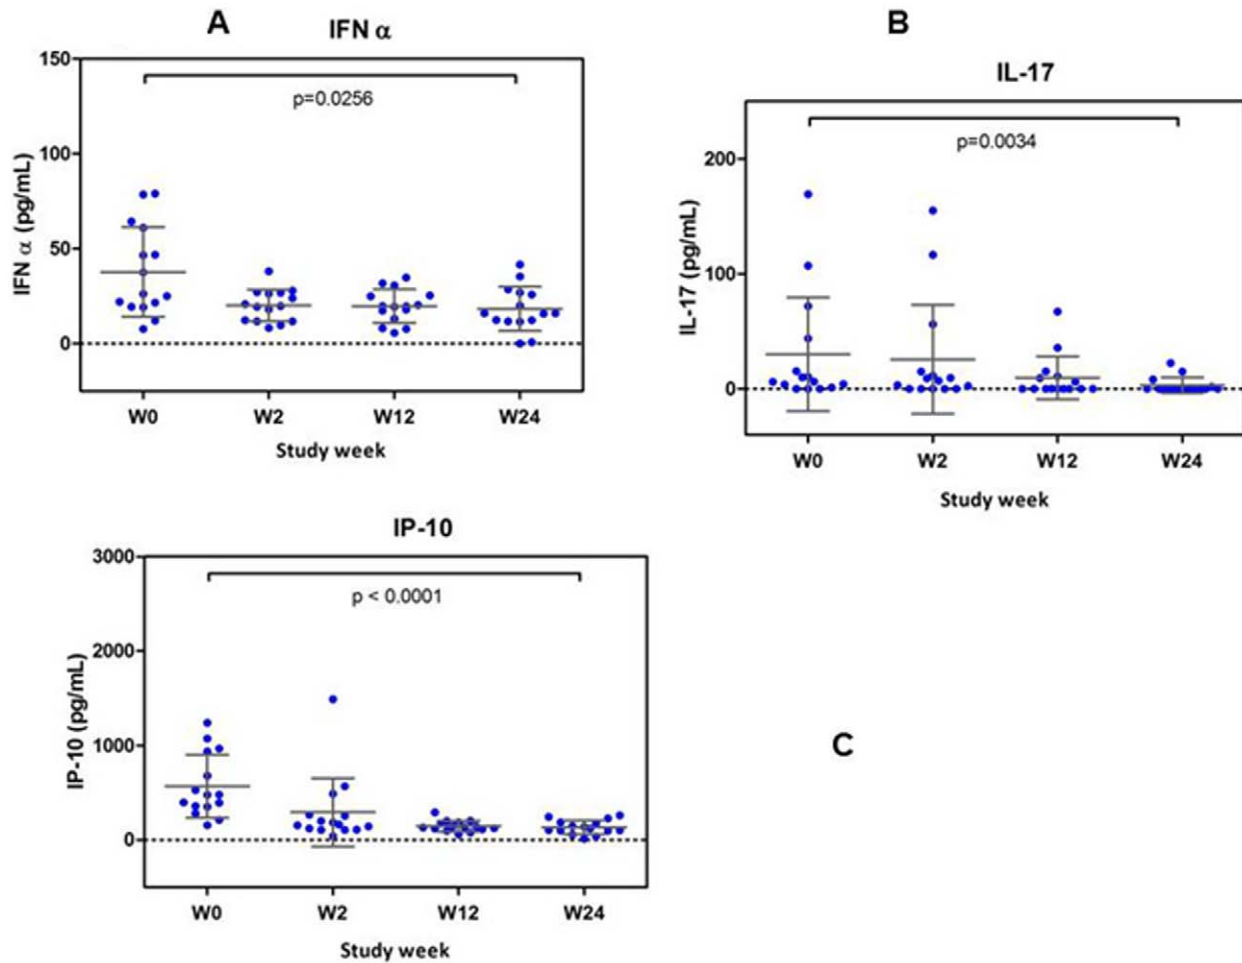 A
IFN α
150
100
50
0
IFN α (pg/mL)
p=0.0256
W0 W2 W12 W24
Study week
B
IL-17
200
100
0
IL-17 (pg/mL)
p=0.0034
W0 W2 W12 W24
Study week
IP-10
3000
2000
1000
0
IP-10 (pg/mL)
p < 0.0001
W0 W2 W12 W24
Study week
C